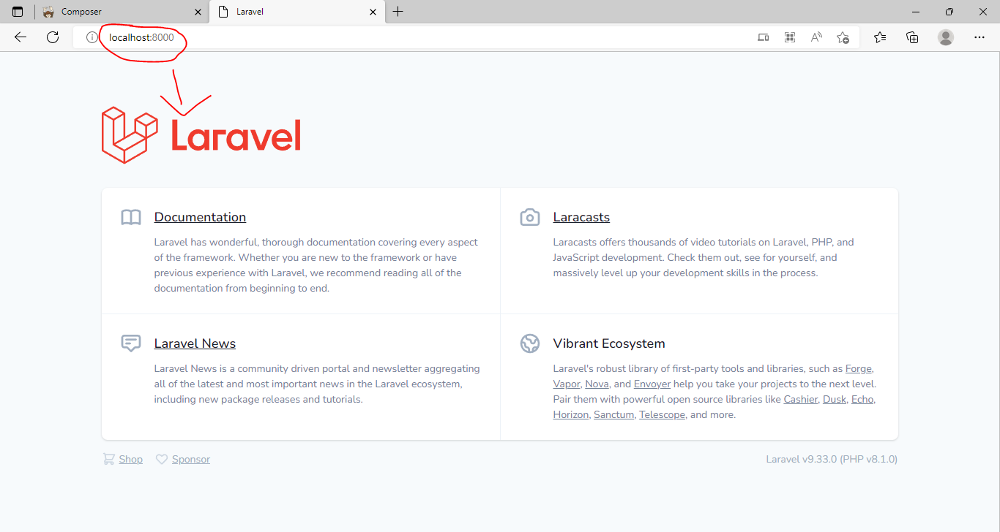 Composer
Laravel
localhost:8000
Laravel
Documentation
Laravel has wonderful, thorough documentation covering every aspect
of the framework. Whether you are new to the framework or have
previous experience with Laravel, we recommend reading all of the
documentation from beginning to end.
Laracasts
Laracasts offers thousands of video tutorials on Laravel, PHP, and
JavaScript development. Check them out, see for yourself, and
massively level up your development skills in the process.
Laravel News
Laravel News is a community driven portal and newsletter aggregating
all of the latest and most important news in the Laravel ecosystem,
including new package releases and tutorials.
Vibrant Ecosystem
Laravel's robust library of first-party tools and libraries, such as Forge,
Vapor, Nova, and Envoyer help you take your projects to the next level.
Pair them with powerful open source libraries like Cashier, Dusk, Echo,
Horizon, Sanctum, Telescope, and more.
Shop
Sponsor
Laravel v9.33.0 (PHP v8.1.0)